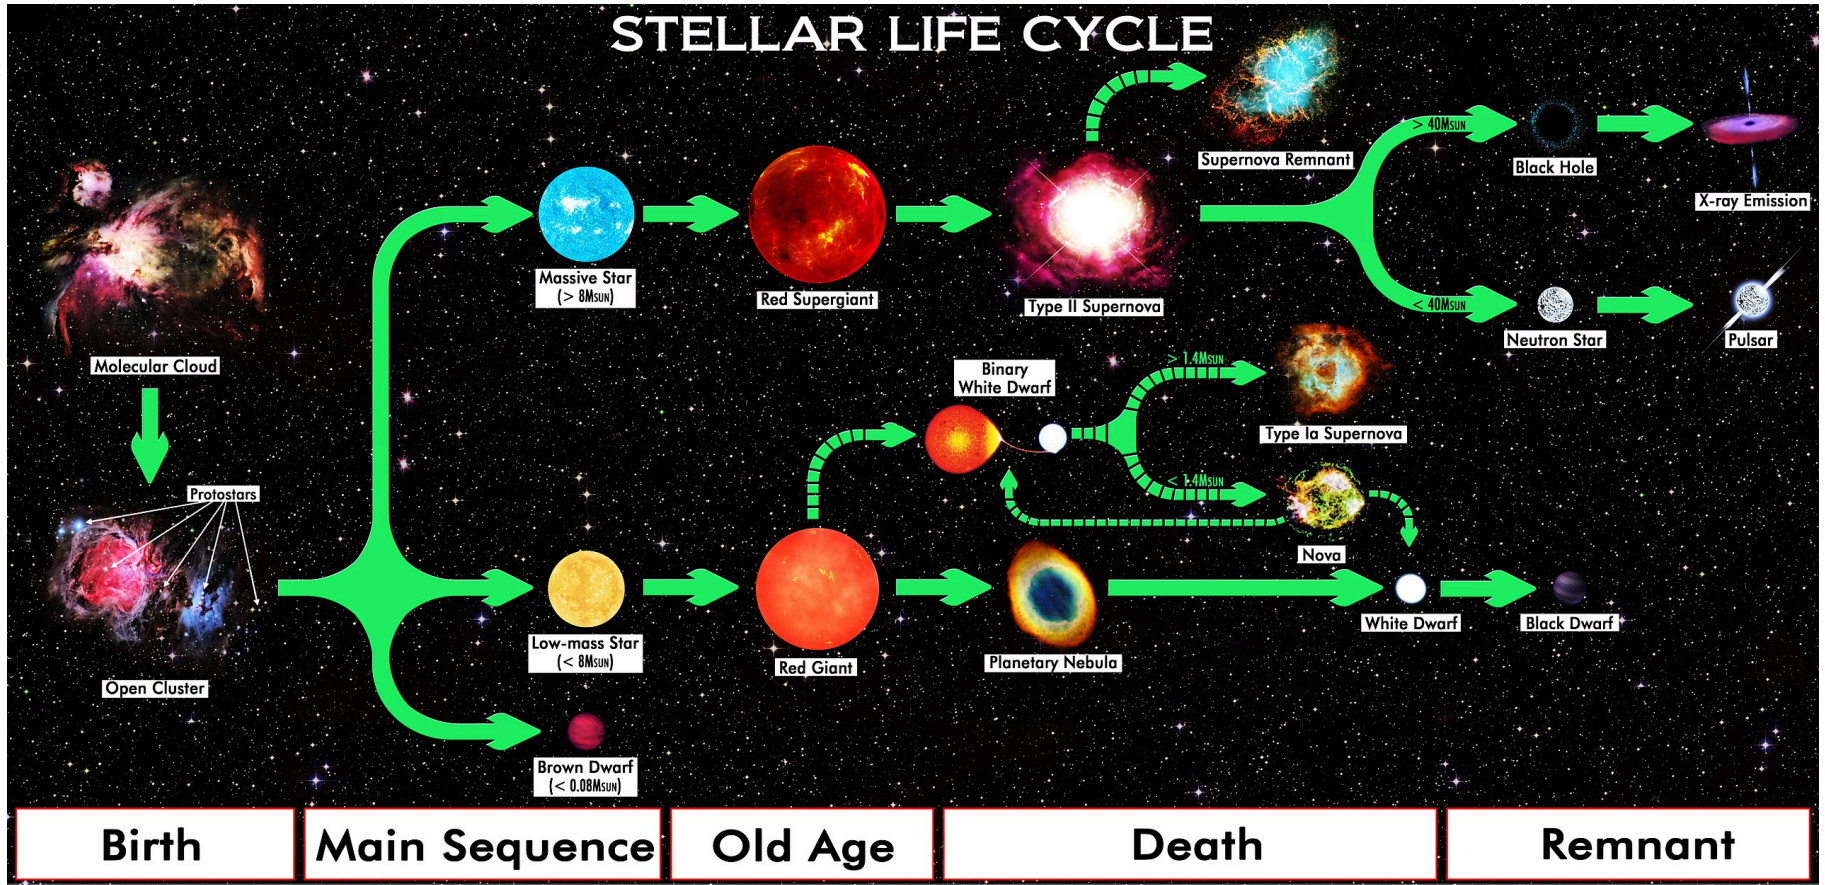 STELLAR LIFE CYCLE
Supernova Remnant
> 40MSUN
Black Hole
X-ray Emission
Massive Star
(> 8MSUN)
Red Supergiant
Type II Supernova
< 40MSUN
Neutron Star
Pulsar
Molecular Cloud
Binary
White Dwarf
> 1.4MSUN
Type Ia Supernova
< 1.4MSUN
Nova
Protostars
Open Cluster
Low-mass Star
(< 8MSUN)
Red Giant
Planetary Nebula
White Dwarf
Black Dwarf
Brown Dwarf
(< 0.08MSUN)
Birth
Main Sequence
Old Age
Death
Remnant